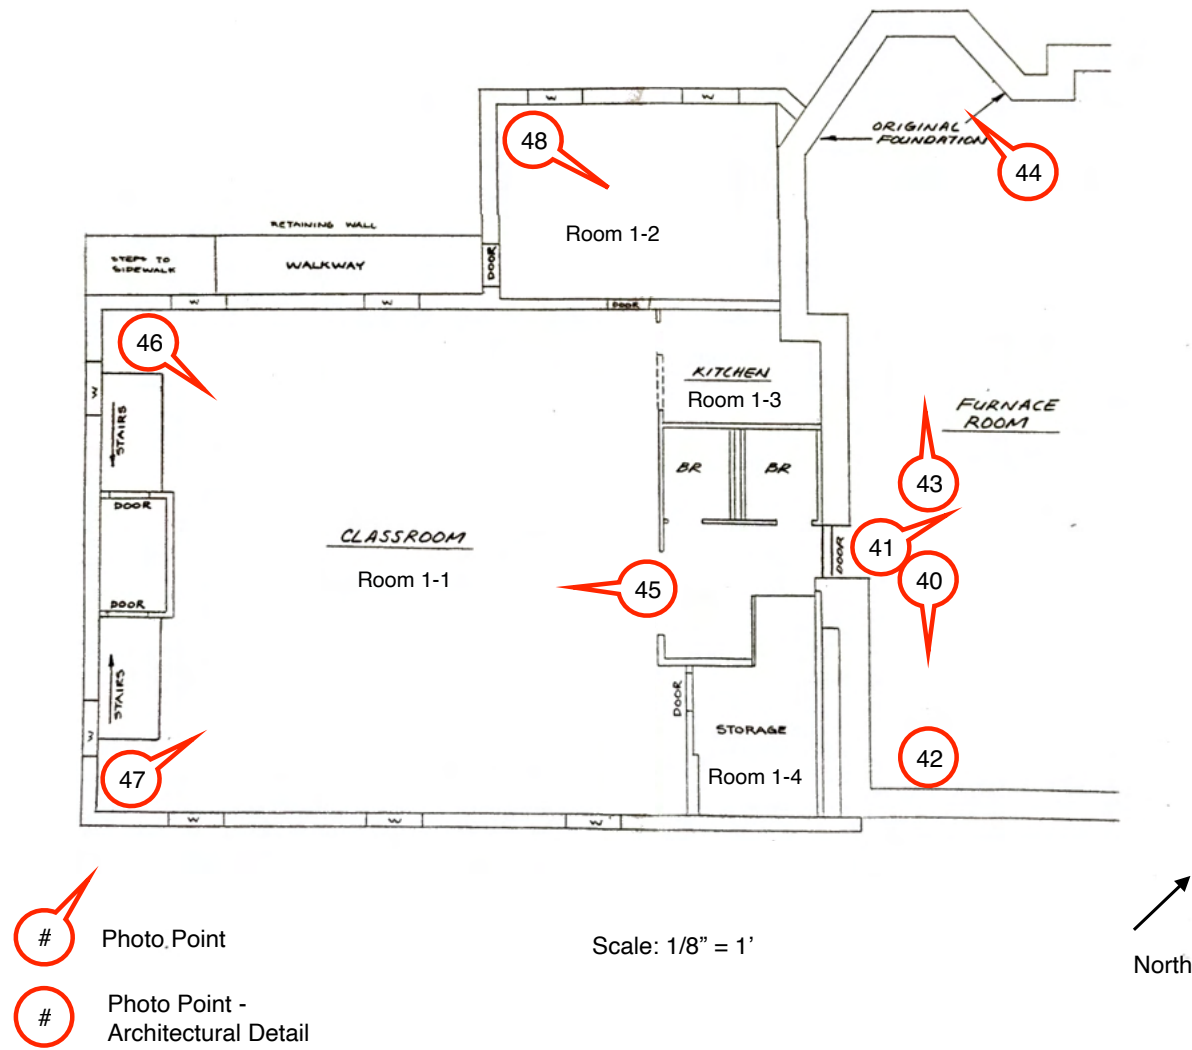 ORIGINAL
FOUNDATION
44
W
W
48
Room 1-2
RETAINING WALL
STEPS TO
SIDEWALK
WALKWAY
DOOR
W
W
DOOR
46
W
STAIRS
KITCHEN
Room 1-3
FURNACE
ROOM
BR
BR
43
DOOR
CLASSROOM
Room 1-1
45
DOOR
41
40
DOOR
STAIRS
W
DOOR
STORAGE
Room 1-4
47
42
W
W
W
#
Photo Point
Scale: 1/8” = 1’
North
#
Photo Point -
Architectural Detail